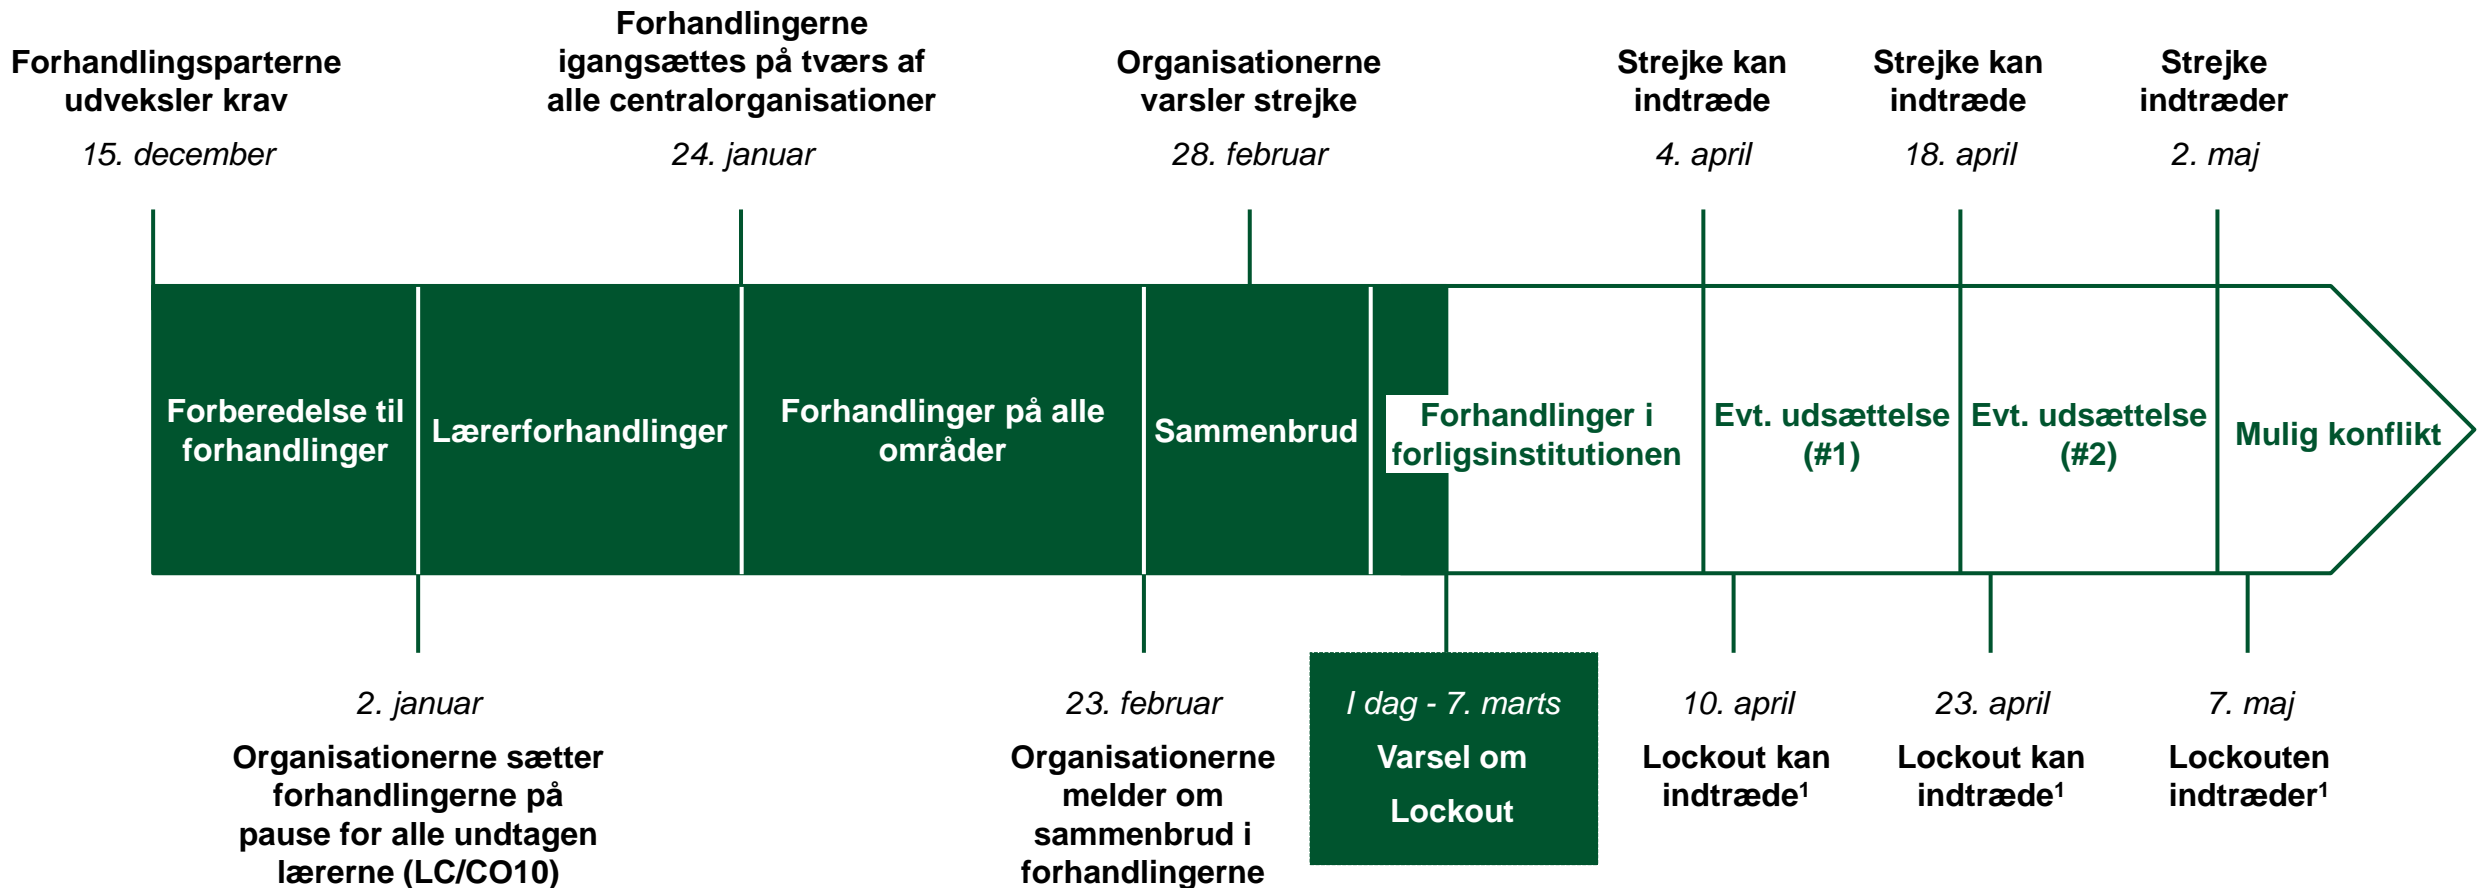 Forhandlingsparterne
udveksler krav
15. december
Forhandlingerne
igangsættes på tværs af
alle centralorganisationer
24. januar
Organisationerne
varsler strejke
28. februar
Strejke kan
indtræde
4. april
Strejke kan
indtræde
18. april
Strejke
indtræder
2. maj
Forberedelse til
forhandlinger
Lærerforhandlinger
Forhandlinger på alle
områder
Sammenbrud
Forhandlinger i
forligsinstitutionen
Evt. udsættelse
(#1)
Evt. udsættelse
(#2)
Mulig konflikt
2. januar
Organisationerne sætter
forhandlingerne på
pause for alle undtagen
lærerne (LC/CO10)
23. februar
Organisationerne
melder om
sammenbrud i
forhandlingerne
I dag - 7. marts
Varsel om
Lockout
10. april
Lockout kan
indtræde¹
23. april
Lockout kan
indtræde¹
7. maj
Lockouten
indtræder¹